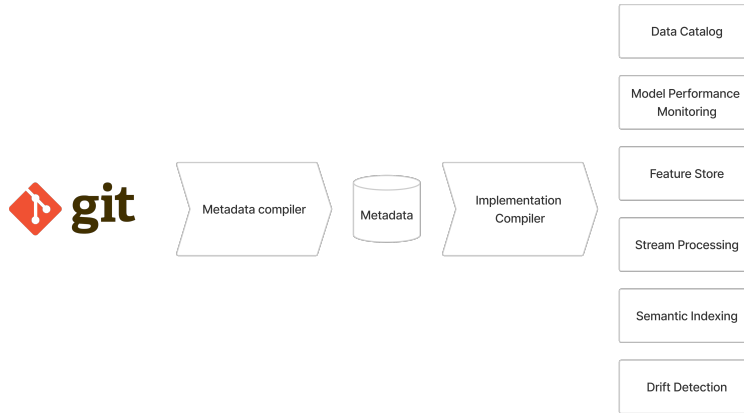 git
Metadata compiler
Metadata
Implementation
Compiler
Data Catalog
Model Performance
Monitoring
Feature Store
Stream Processing
Semantic Indexing
Drift Detection